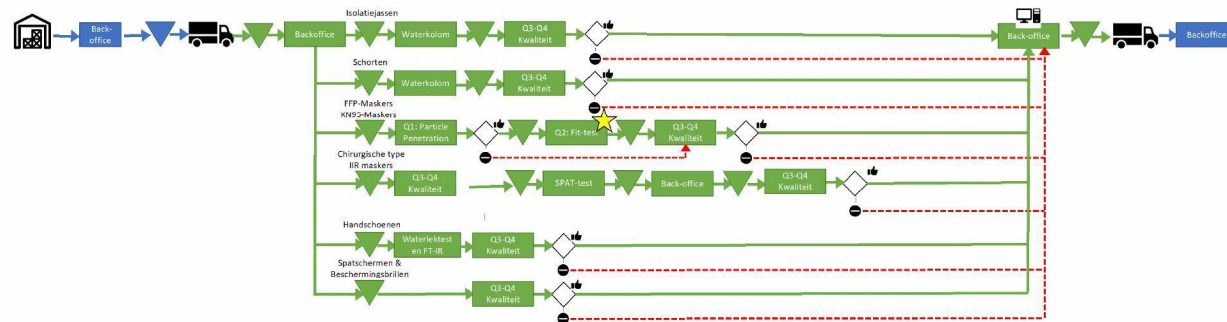 Isolatiejassen
Back-
office
Backoffice
Waterkolom
Q3-Q4
Kwaliteit
Back-office
Backoffice
Schorten
Waterkolom
Q3-Q4
Kwaliteit
FFP-Maskers
KN95-Maskers
Q1: Particle
Penetration
Q2: Fit-test
Q3-Q4
Kwaliteit
Chirurgische type
IIR maskers
Q3-Q4
Kwaliteit
SPAT-test
Back-office
Q3-Q4
Kwaliteit
Handschoenen
Waterlektest
en FT-IR
Q3-Q4
Kwaliteit
Spatschermen &
Beschermingsbrillen
Q3-Q4
Kwaliteit